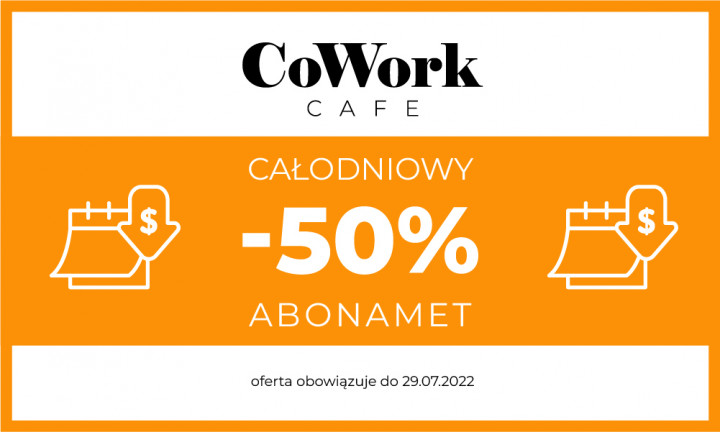 CoWork
CAFE
CAŁODNIOWY
$ -50% $
ABONAMET
oferta obowiązuje do 29.07.2022